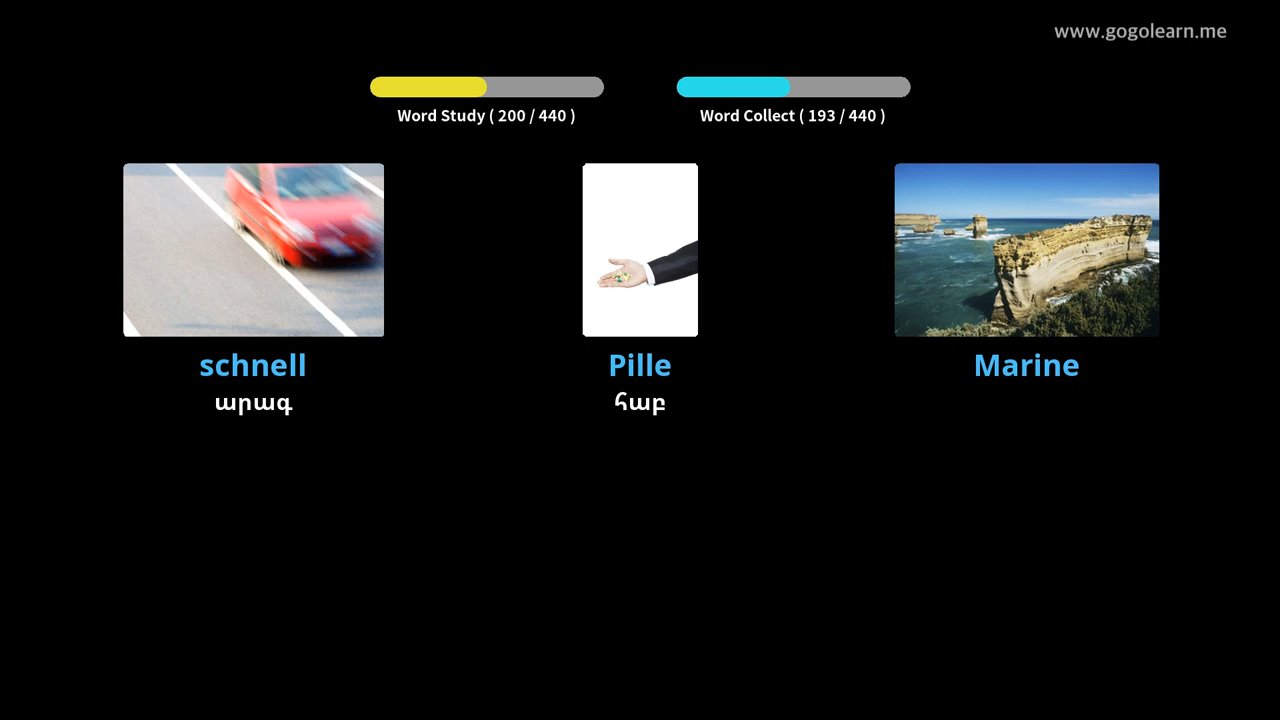 www.gogolearn.me
Word Study ( 200 / 440 )
Word Collect ( 193 / 440 )
schnell
Pille
Marine
արագ
հաբ